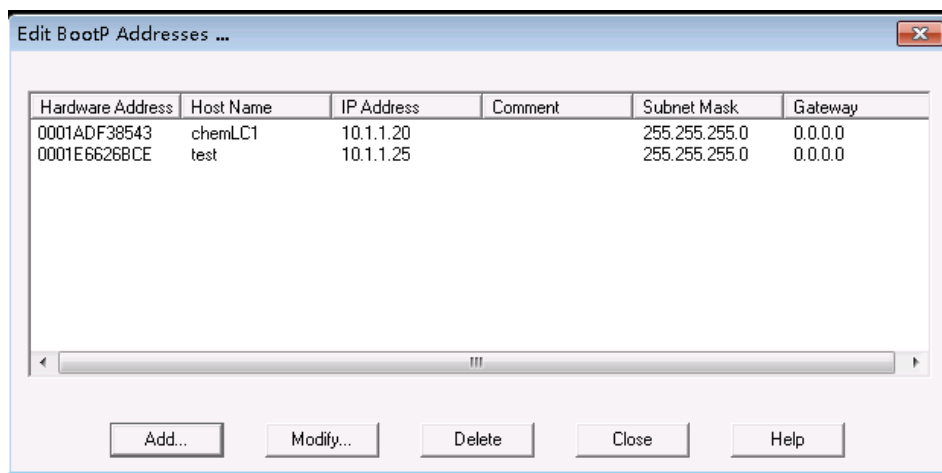 Edit BootP Addresses ...
Hardware Address Host Name IP Address Comment Subnet Mask Gateway
0001ADF38543 chemLC1 10.1.1.20 255.255.255.0 0.0.0.0
0001E6626BCE test 10.1.1.25 255.255.255.0 0.0.0.0
Add... Modify... Delete Close Help